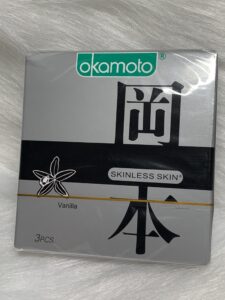 okamoto®
岡
SKINLESS SKIN®
本
Vanilla
3PCS